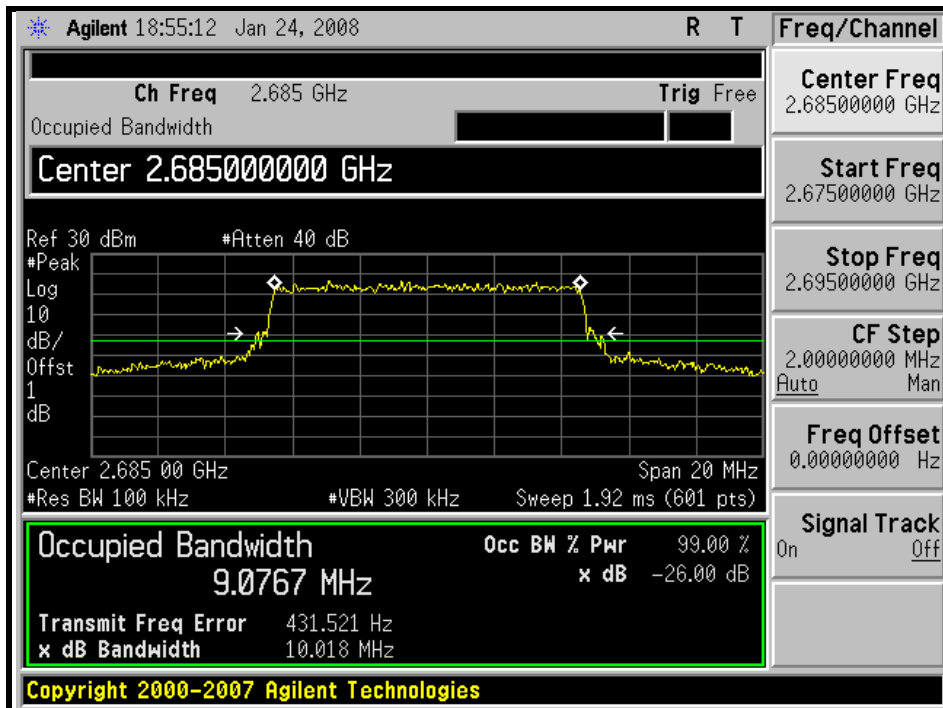 Agilent 18:55:12 Jan 24, 2008 R T Freq/Channel
Ch Freq 2.685 GHz Trig Free
Occupied Bandwidth
Center 2.685000000 GHz
Ref 30 dBm #Atten 40 dB
#Peak
Log
10
dB/
Offst
1
dB
Center 2.685 00 GHz Span 20 MHz
#Res BW 100 kHz #VBW 300 kHz Sweep 1.92 ms (601 pts)
Occupied Bandwidth Occ BW % Pwr 99.00 %
9.0767 MHz x dB -26.00 dB
Transmit Freq Error 431.521 Hz
x dB Bandwidth 10.018 MHz
Copyright 2000-2007 Agilent Technologies
Center Freq
2.68500000 GHz
Start Freq
2.67500000 GHz
Stop Freq
2.69500000 GHz
CF Step
2.00000000 MHz
Auto Man
Freq Offset
0.00000000 Hz
Signal Track
On Off